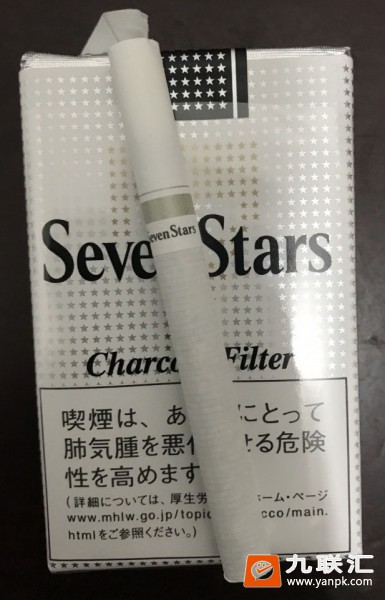 Seven Stars
Seve Stars
Charco Filter
喫煙は、あ にとって
肺気腫を悪化 せる危険
性を高めます
(詳細については、厚生労 ホーム・ページ
www.mhlw.go.jp/topic cco/main.
htmlをご参照ください。)
九联汇
www.yanpk.com